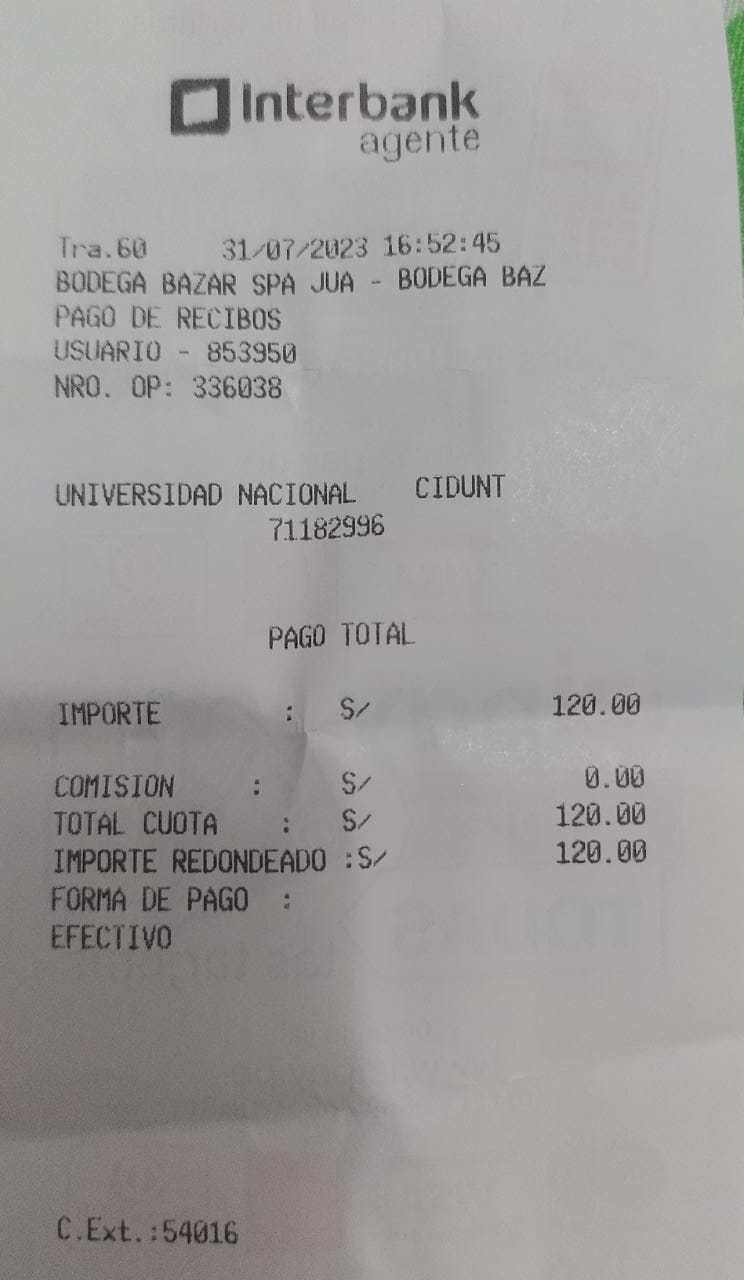 Interbank
agente
Tra.60 31/07/2023 16:52:45
BODEGA BAZAR SPA JUA - BODEGA BAZ
PAGO DE RECIBOS
USUARIO - 853950
NRO. OP: 336038
UNIVERSIDAD NACIONAL CIDUNT
71182996
PAGO TOTAL
IMPORTE : S/ 120.00
COMISION : S/ 0.00
TOTAL CUOTA : S/ 120.00
IMPORTE REDONDEADO :S/ 120.00
FORMA DE PAGO :
EFECTIVO
C.Ext.:54016